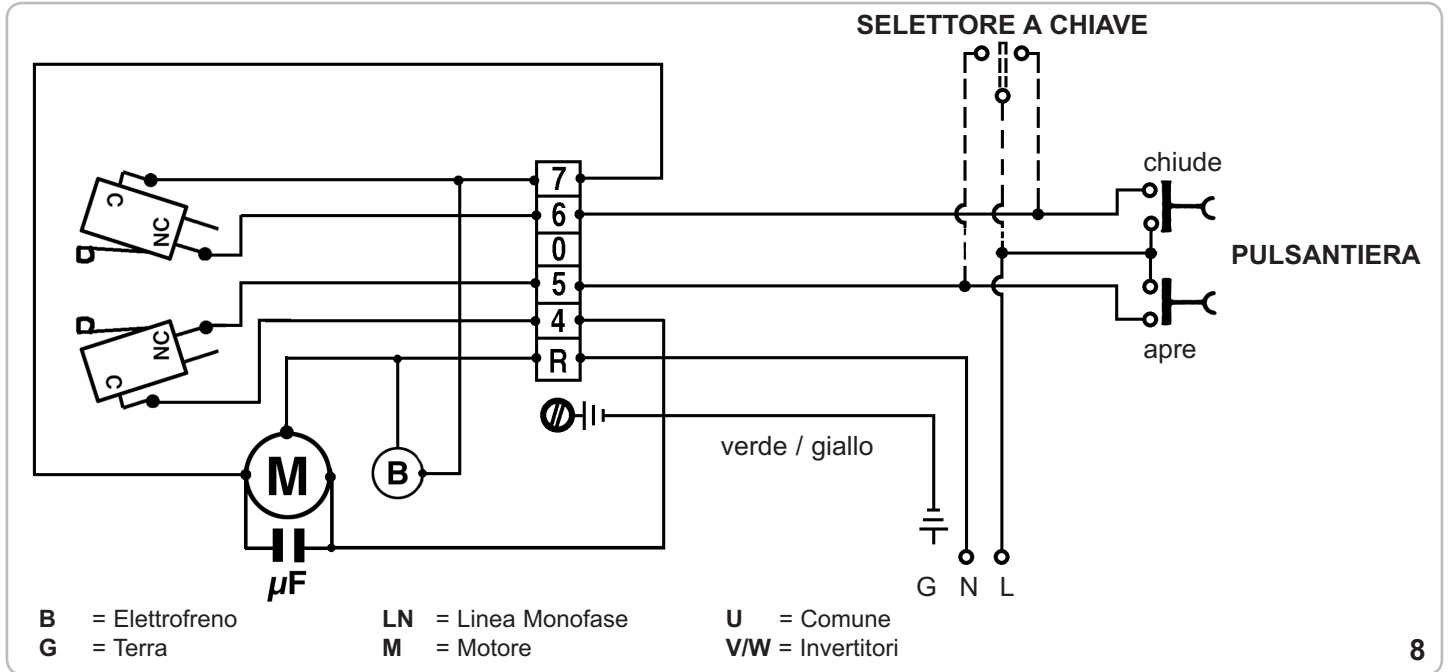 SELETTORE A CHIAVE
chiude
C
NC
7
6
0
5
4
R
PULSANTIERA
NC
C
apre
verde / giallo
M
B
µF
G N L
B = Elettrofreno LN = Linea Monofase U = Comune
G = Terra M = Motore V/W = Invertitori
8